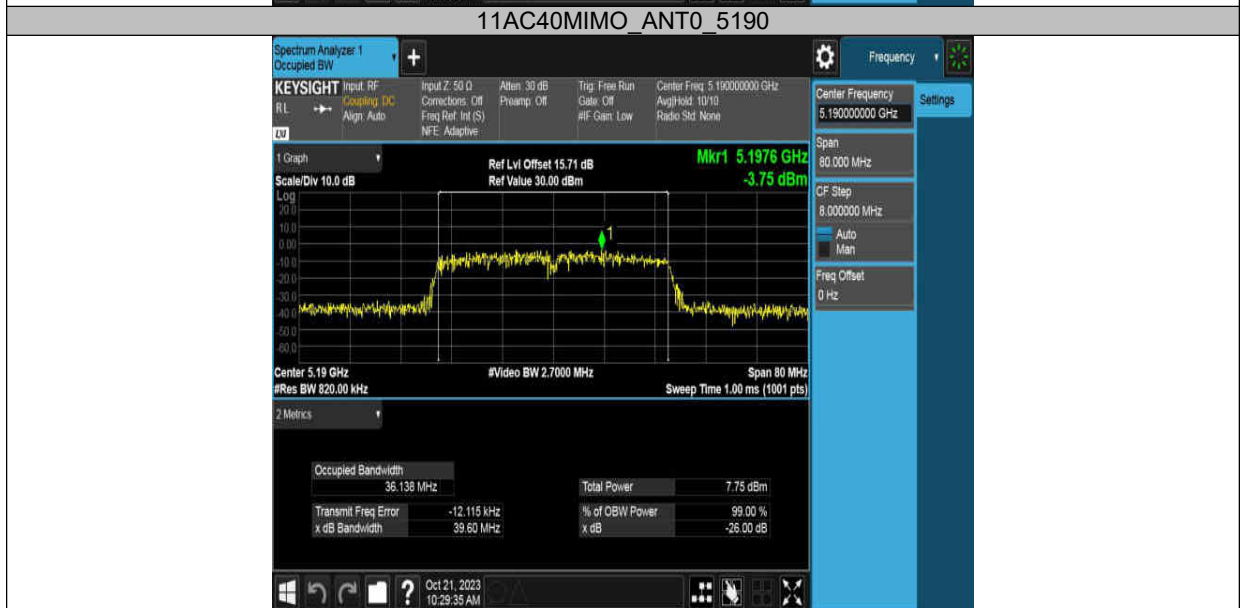 11AC40MIMO_ANT0_5190
Spectrum Analyzer 1
Occupied BW
+
Frequency
KEYSIGHT
RL
LXI
Input: RF
Coupling: DC
Align: Auto
Input Z: 50 Ω
Corrections: Off
Freq Ref: Int (S)
NFE: Adaptive
Atten: 30 dB
Preamp: Off
Trig: Free Run
Gate: Off
#IF Gain: Low
Center Freq: 5.190000000 GHz
Avg|Hold: 10/10
Radio Std: None
Center Frequency
5.190000000 GHz
Settings
Span
80.000 MHz
CF Step
8.000000 MHz
Auto
Man
Freq Offset
0 Hz
1 Graph
Scale/Div 10.0 dB
Ref Lvl Offset 15.71 dB
Ref Value 30.00 dBm
Mkr1 5.1976 GHz
-3.75 dBm
Log
20.0
10.0
0.00
-10.0
-20.0
-30.0
-40.0
-50.0
-60.0
1
Center 5.19 GHz
#Video BW 2.7000 MHz
Span 80 MHz
#Res BW 820.00 kHz
Sweep Time 1.00 ms (1001 pts)
2 Metrics
Occupied Bandwidth
36.138 MHz
Total Power 7.75 dBm
Transmit Freq Error -12.115 kHz
% of OBW Power 99.00 %
x dB Bandwidth 39.60 MHz
x dB -26.00 dB
?
Oct 21, 2023
10:29:35 AM